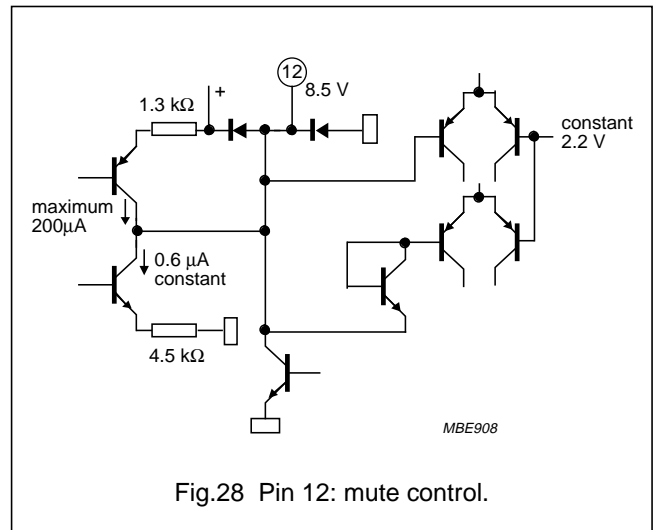 12
+
8.5 V
1.3 kΩ
constant
2.2 V
maximum
200µA
0.6 µA
constant
4.5 kΩ
MBE908
Fig.28 Pin 12: mute control.